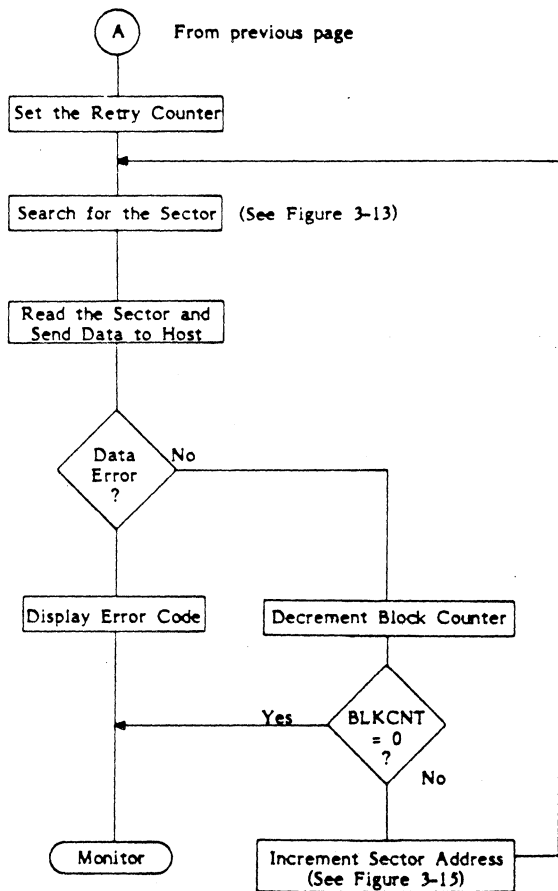 A From previous page
Set the Retry Counter
Search for the Sector (See Figure 3-13)
Read the Sector and
Send Data to Host
Data
Error
?
No
Display Error Code
Decrement Block Counter
Yes
BLKCNT
= 0
?
No
Monitor
Increment Sector Address
(See Figure 3-15)